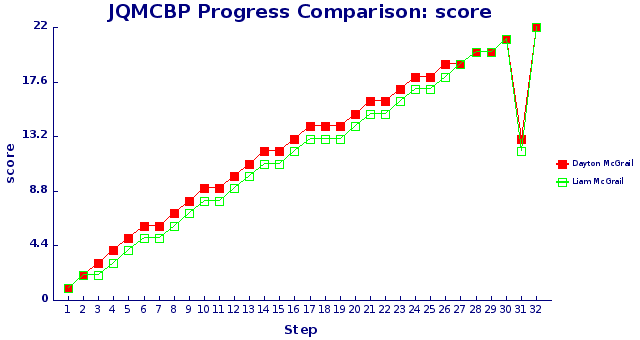 JQMCBP Progress Comparison: score
22
17.6
13.2
8.8
4.4
0
score
1 2 3 4 5 6 7 8 9 10 11 12 13 14 15 16 17 18 19 20 21 22 23 24 25 26 27 28 29 30 31 32
Step
Dayton McGrail
Liam McGrail